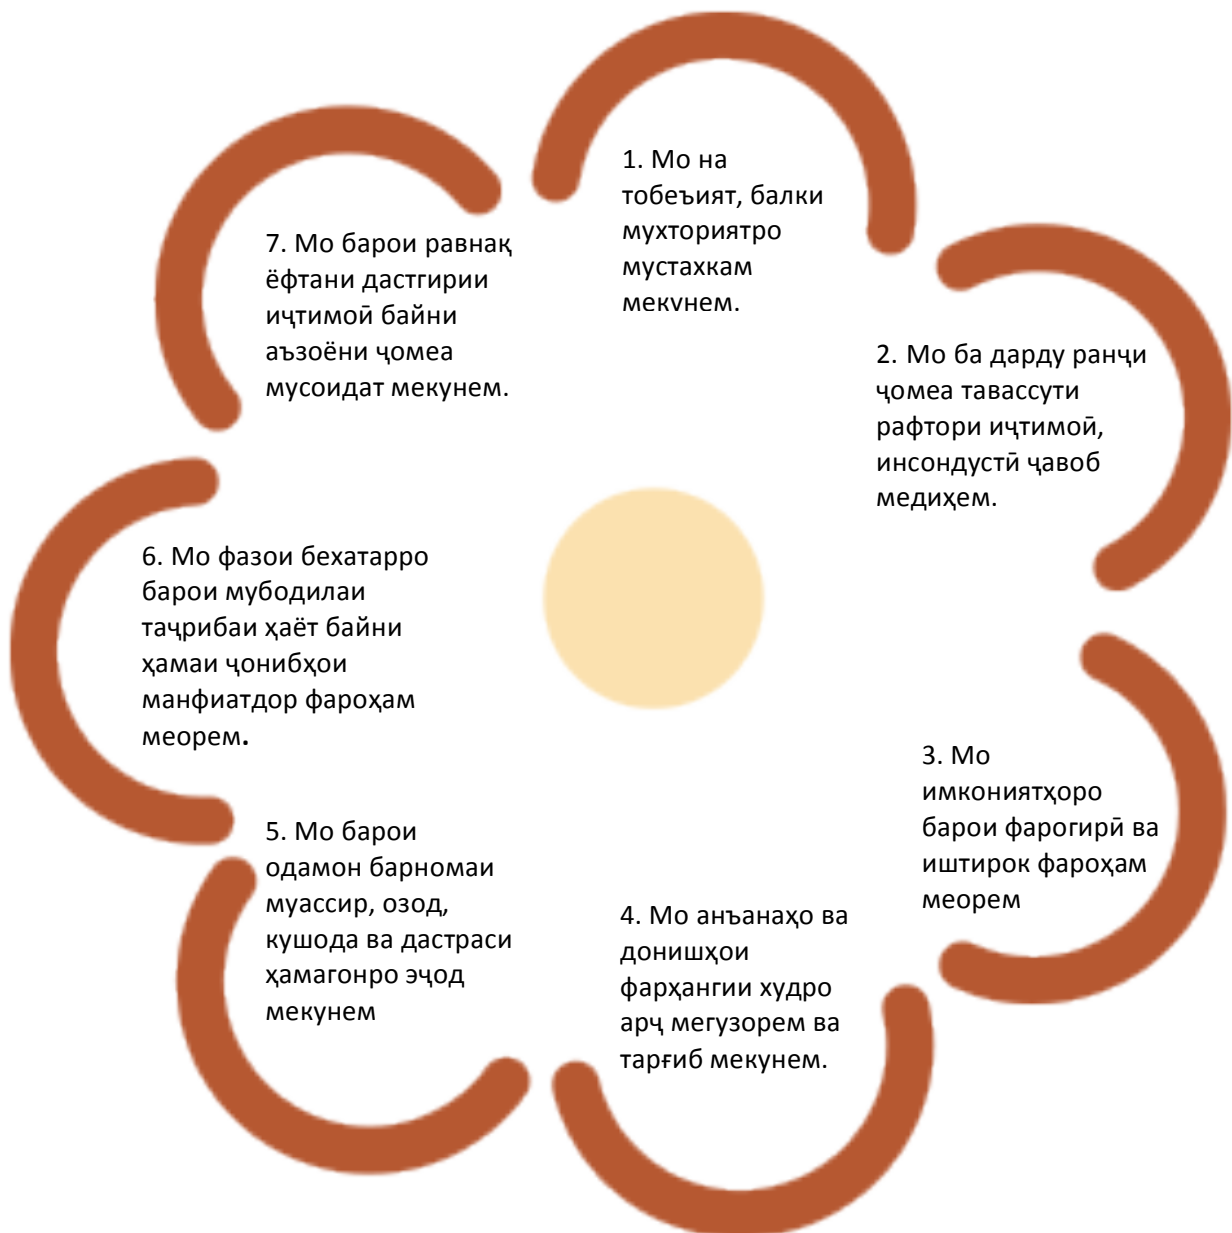 1. Мо на
тобеъият, балки
мухториятро
мустахкам
мекунем.
2. Мо ба дарду ранҷи
ҷомеа тавассути
рафтори иҷтимоӣ,
инсондустӣ ҷавоб
медиҳем.
3. Мо
имкониятҳоро
барои фарогирӣ ва
иштирок фароҳам
меорем
4. Мо анъанаҳо ва
донишҳои
фарҳангии худро
арҷ мегузорем ва
тарғиб мекунем.
5. Мо барои
одамон барномаи
муассир, озод,
кушода ва дастраси
ҳамагонро эҷод
мекунем
6. Мо фазои бехатарро
барои мубодилаи
таҷрибаи ҳаёт байни
ҳамаи ҷонибҳои
манфиатдор фароҳам
меорем.
7. Мо барои равнақ
ёфтани дастгирии
иҷтимоӣ байни
аъзоёни ҷомеа
мусоидат мекунем.